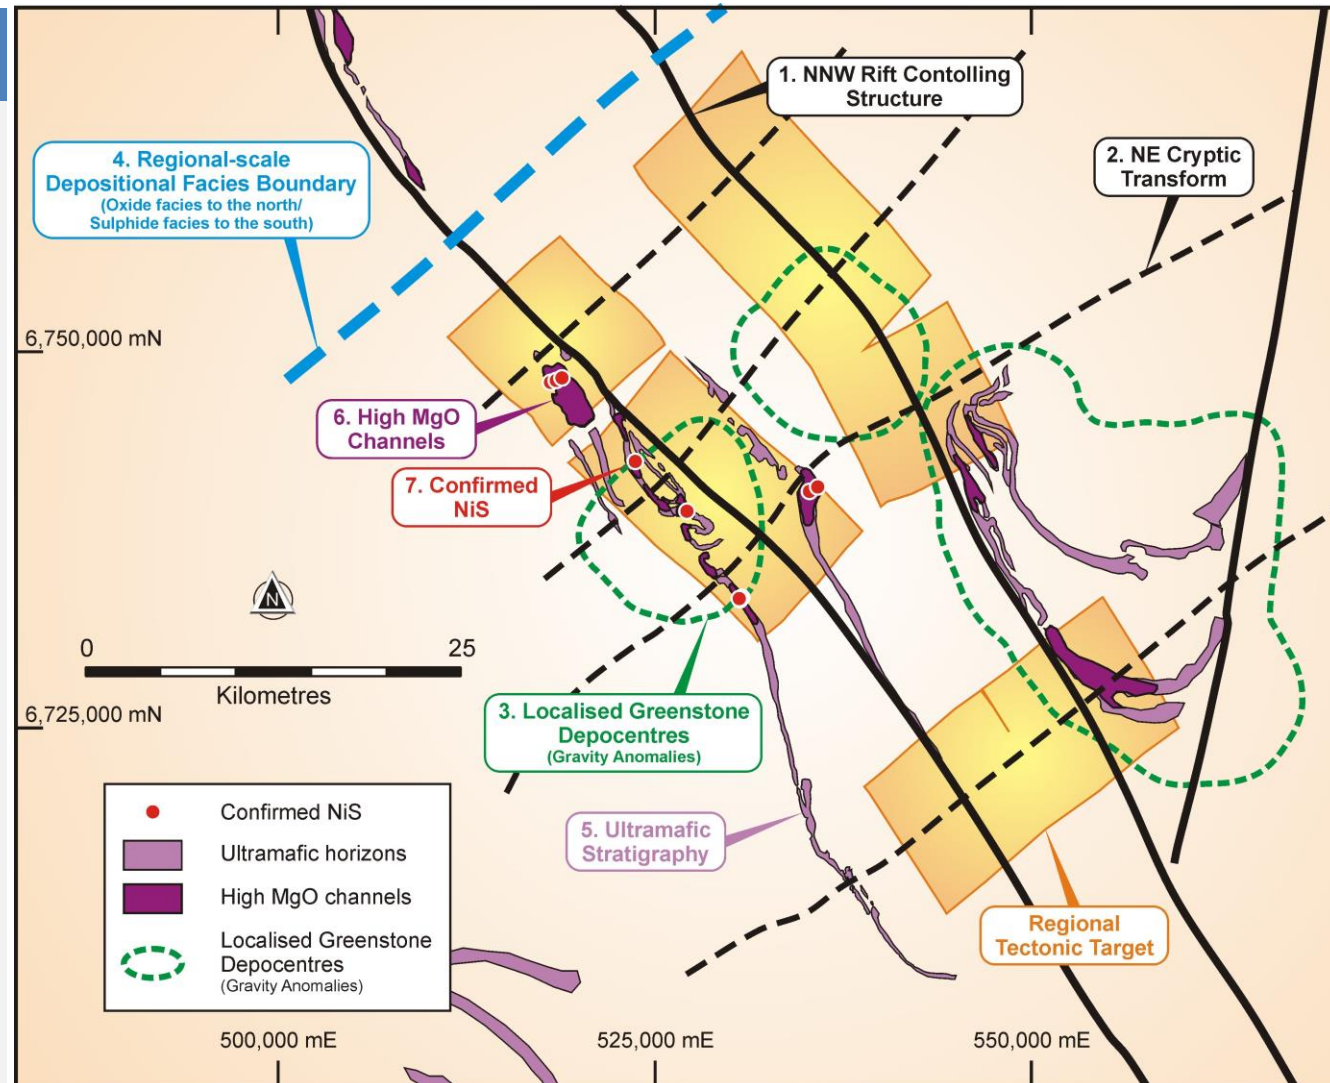 1. NNW Rift Contolling
Structure
2. NE Cryptic
Transform
4. Regional-scale
Depositional Facies Boundary
(Oxide facies to the north/
Sulphide facies to the south)
6,750,000 mN
6. High MgO
Channels
7. Confirmed
NiS
N
0
25
Kilometres
3. Localised Greenstone
Depocentres
(Gravity Anomalies)
6,725,000 mN
5. Ultramafic
Stratigraphy
Regional
Tectonic Target
Confirmed NiS
Ultramafic horizons
High MgO channels
Localised Greenstone
Depocentres
(Gravity Anomalies)
500,000 mE
525,000 mE
550,000 mE